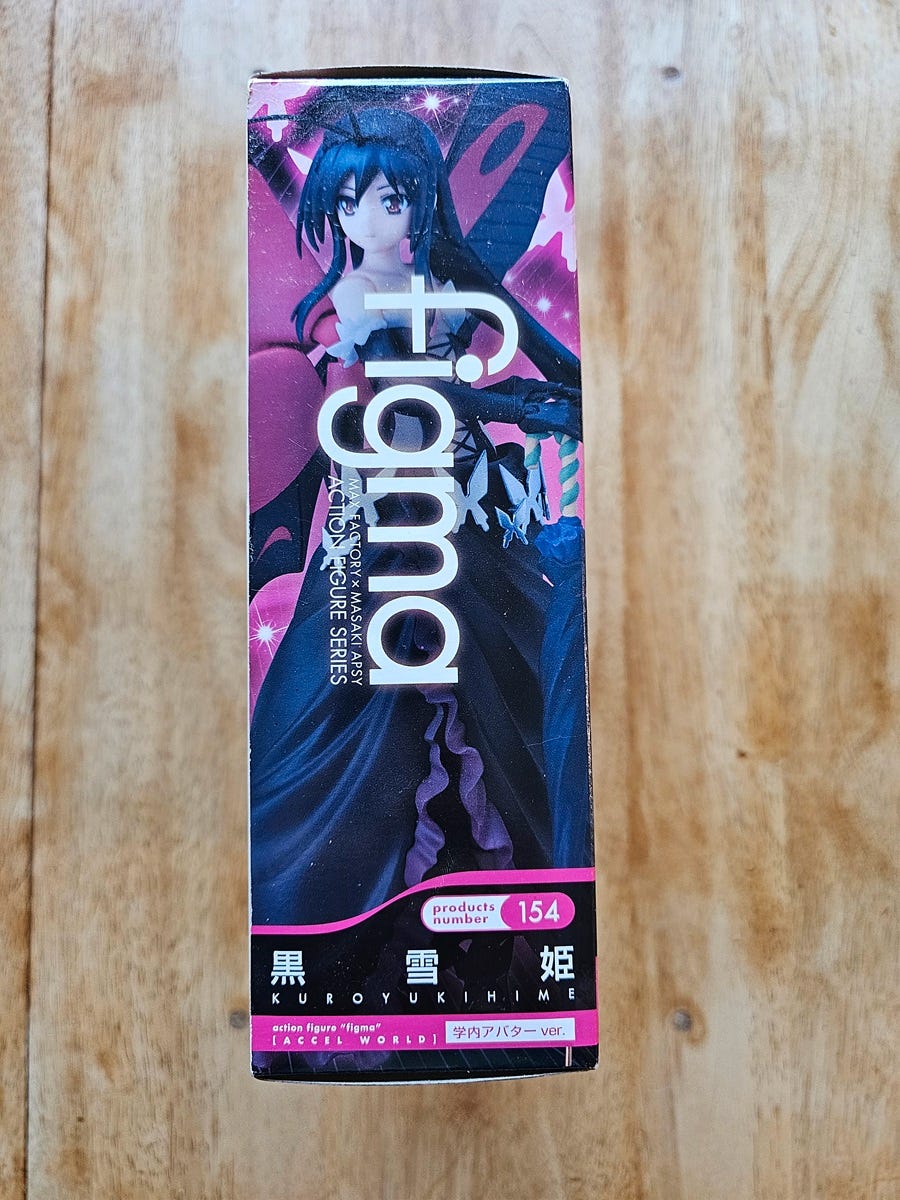 figma
MAX FACTORY × MASAKI APSY
ACTION FIGURE SERIES
products
number
154
黒雪姫
KUROYUKIHIME
action figure "figma"
[ACCEL WORLD]
学内アバター ver.